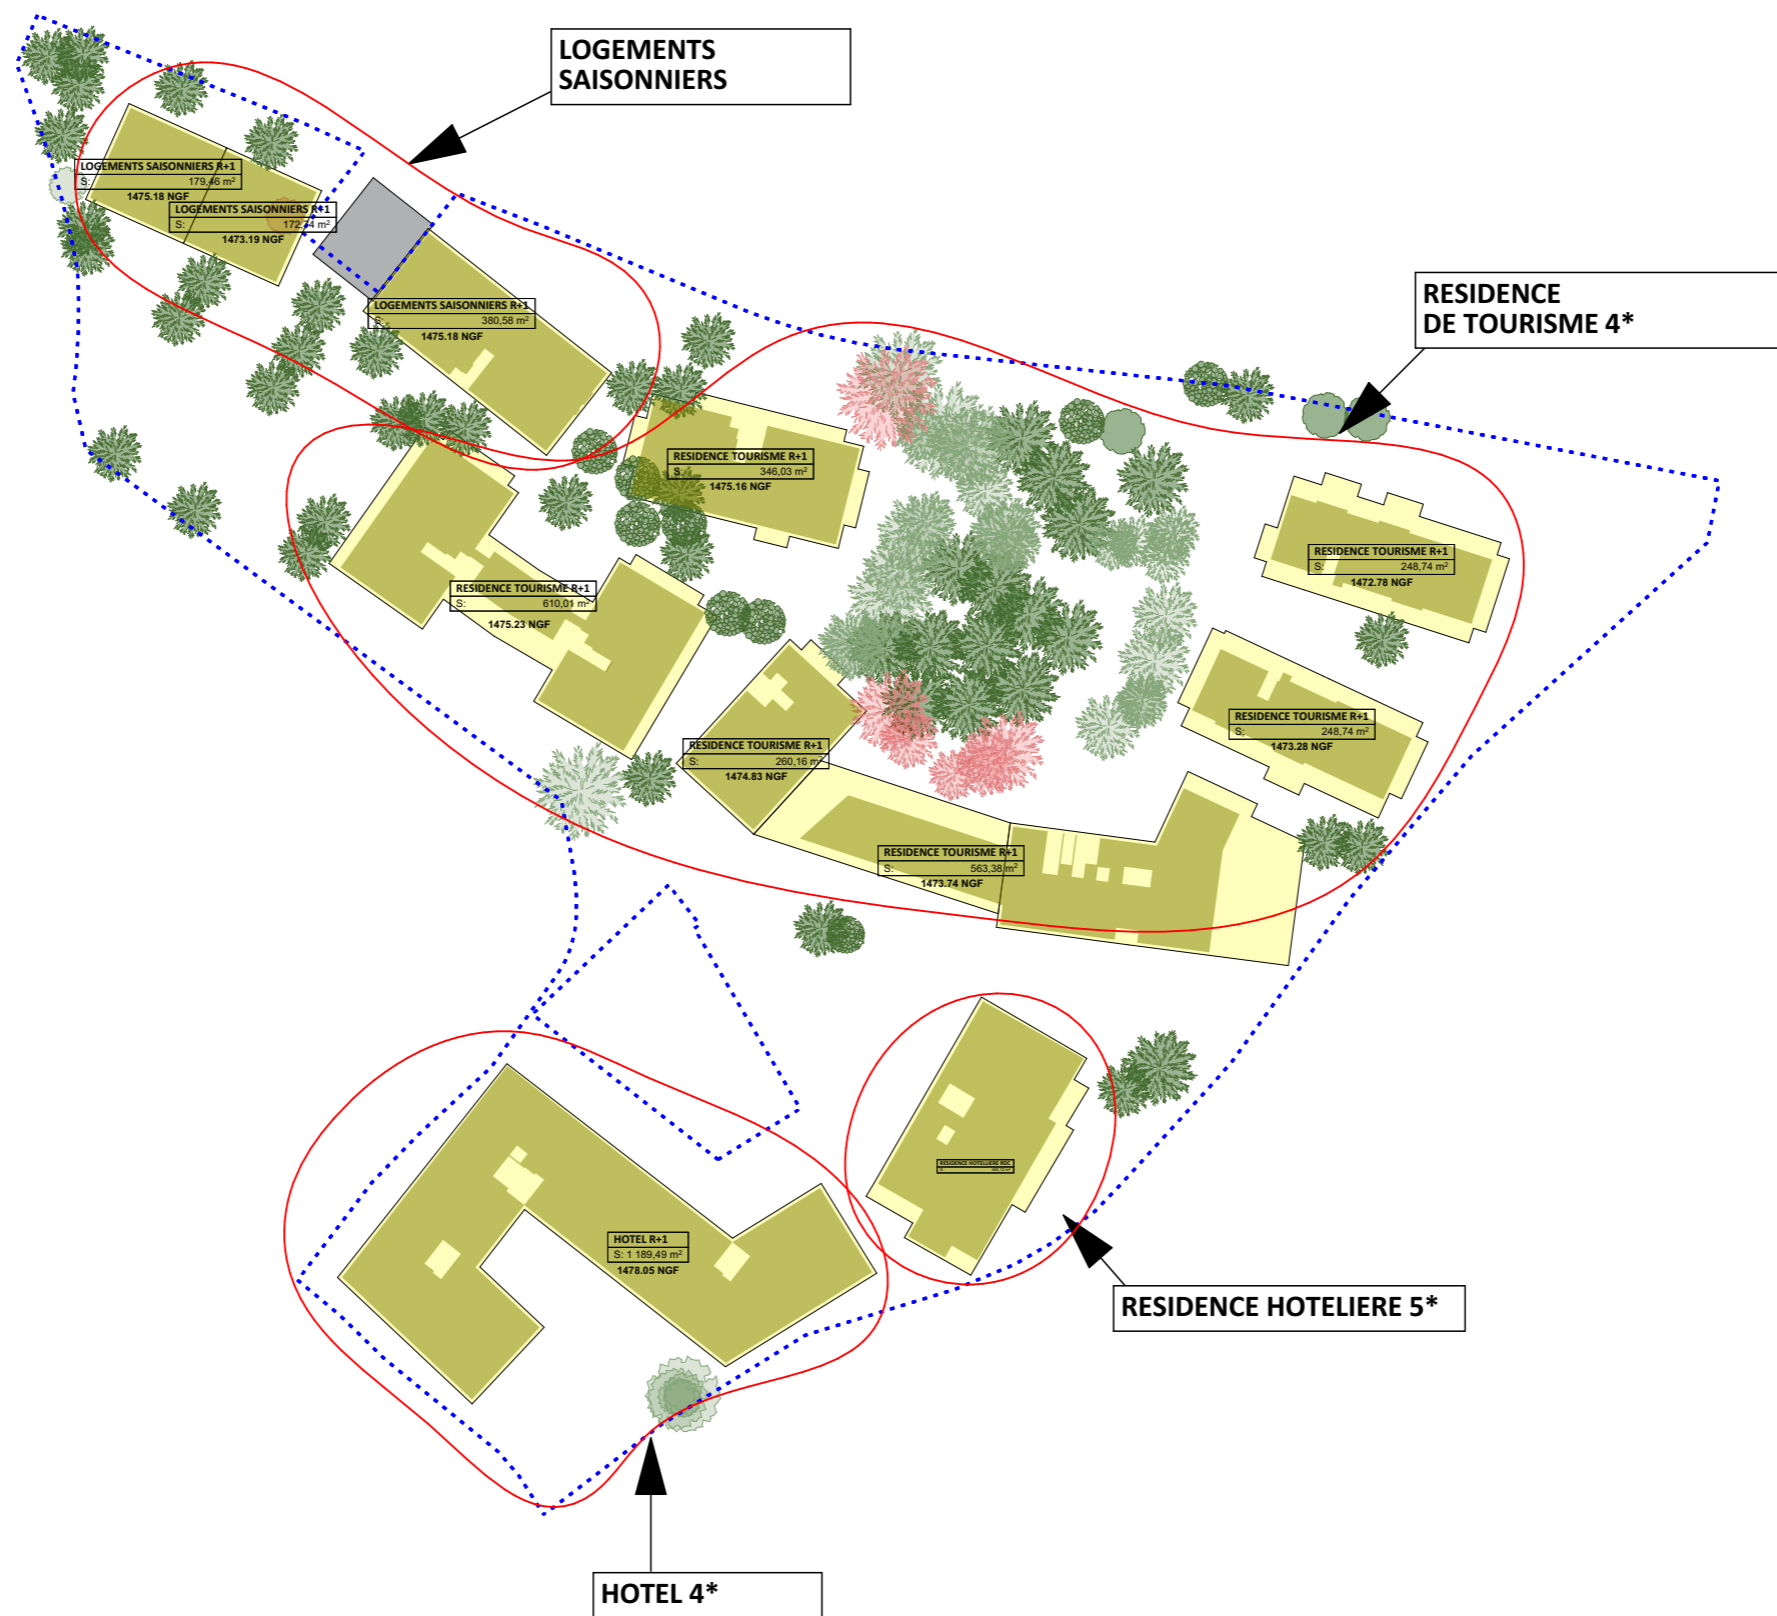 LOGEMENTS
SAISONNIERS
LOGEMENTS SAISONNIERS R+1
S: 179,46 m²
1475.18 NGF
LOGEMENTS SAISONNIERS R+1
S: 172,74 m²
1473.19 NGF
RESIDENCE
DE TOURISME 4*
LOGEMENTS SAISONNIERS R+1
S: 380,58 m²
1475.18 NGF
RESIDENCE TOURISME R+1
S: 346,03 m²
1475.16 NGF
RESIDENCE TOURISME R+1
S: 248,74 m²
1472.78 NGF
RESIDENCE TOURISME R+1
S: 610,01 m²
1475.23 NGF
RESIDENCE TOURISME R+1
S: 248,74 m²
1473.28 NGF
RESIDENCE TOURISME R+1
S: 260,16 m²
1474.83 NGF
RESIDENCE TOURISME R+1
S: 563,38 m²
1473.74 NGF
RESIDENCE HOTELIERE RDC
HOTEL R+1
S: 1 189,49 m²
1478.05 NGF
RESIDENCE HOTELIERE 5*
HOTEL 4*